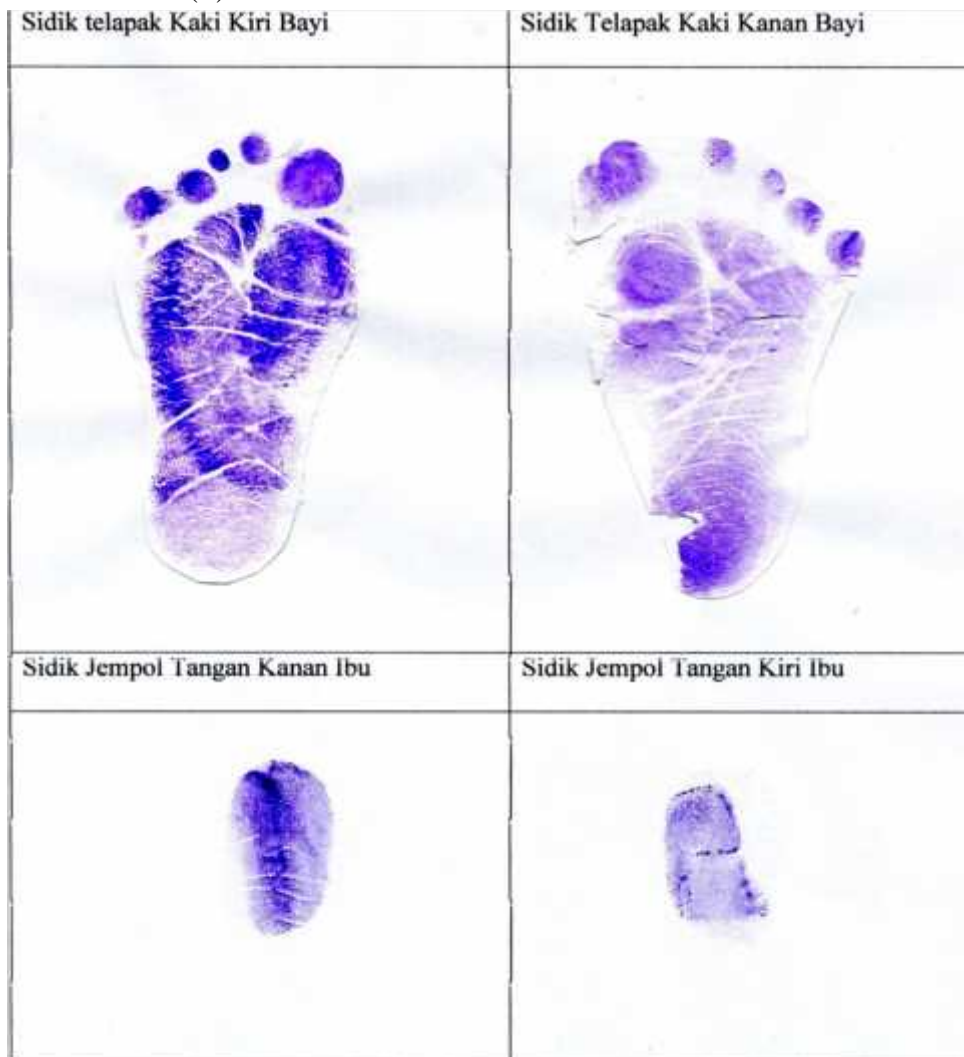 Sidik telapak Kaki Kiri Bayi
Sidik Telapak Kaki Kanan Bayi
Sidik Jempol Tangan Kanan Ibu
Sidik Jempol Tangan Kiri Ibu